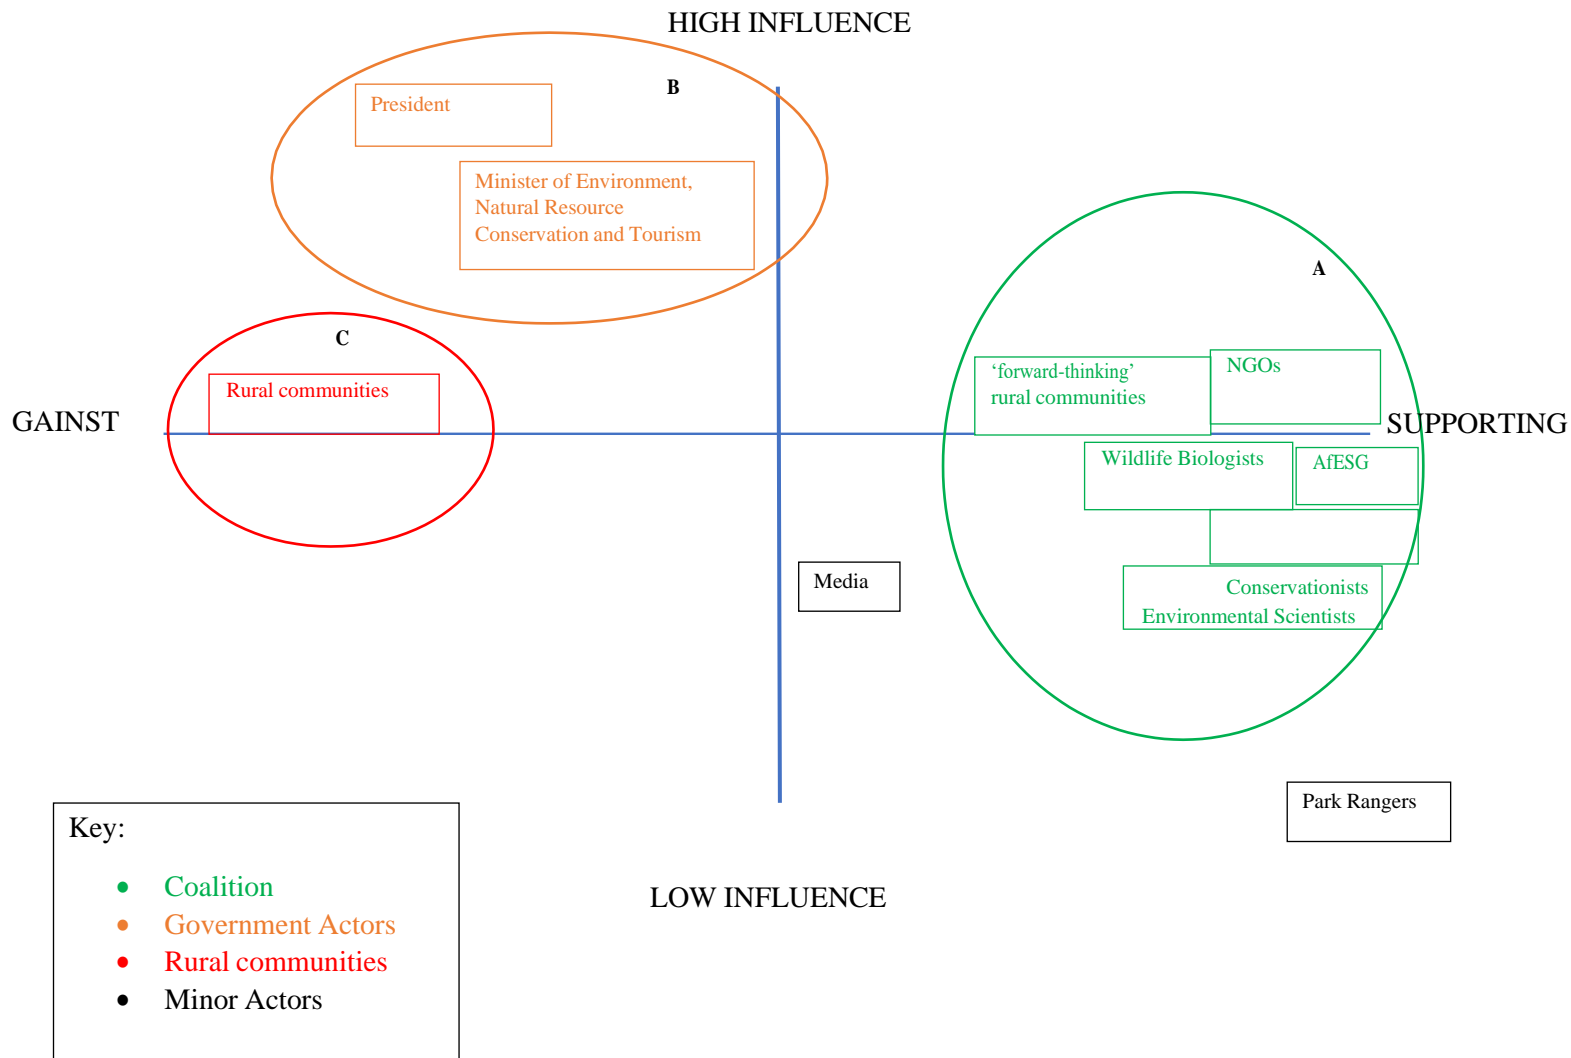 HIGH INFLUENCE
B
President
Minister of Environment,
Natural Resource
Conservation and Tourism
A
C
Rural communities
‘forward-thinking’
rural communities
NGOs
GAINST
SUPPORTING
Wildlife Biologists
AfESG
Media
Conservationists
Environmental Scientists
Park Rangers
Key:
• Coalition
• Government Actors
• Rural communities
• Minor Actors
LOW INFLUENCE